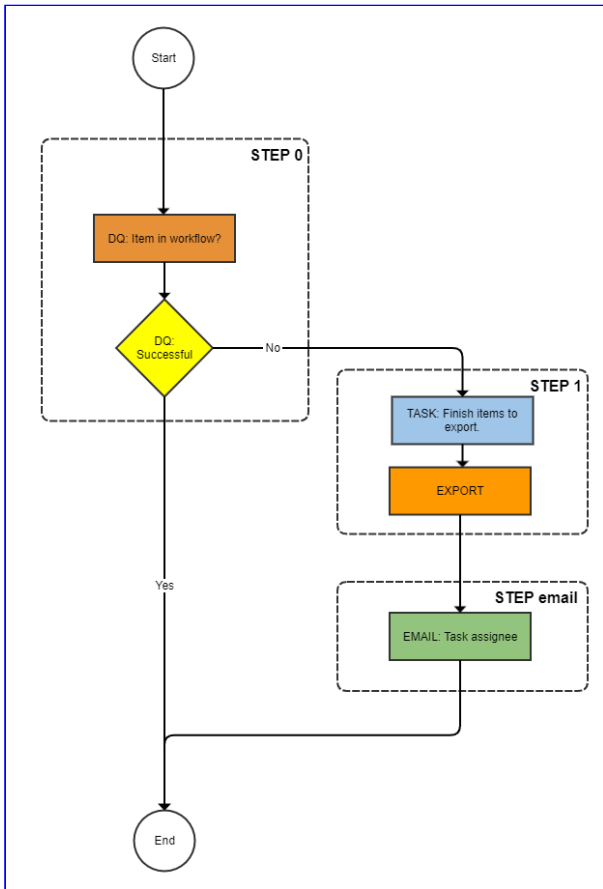 Start
STEP 0
DQ: Item in workflow?
DQ:
Successful
No
STEP 1
TASK: Finish items to
export.
EXPORT
Yes
STEP email
EMAIL: Task assignee
End